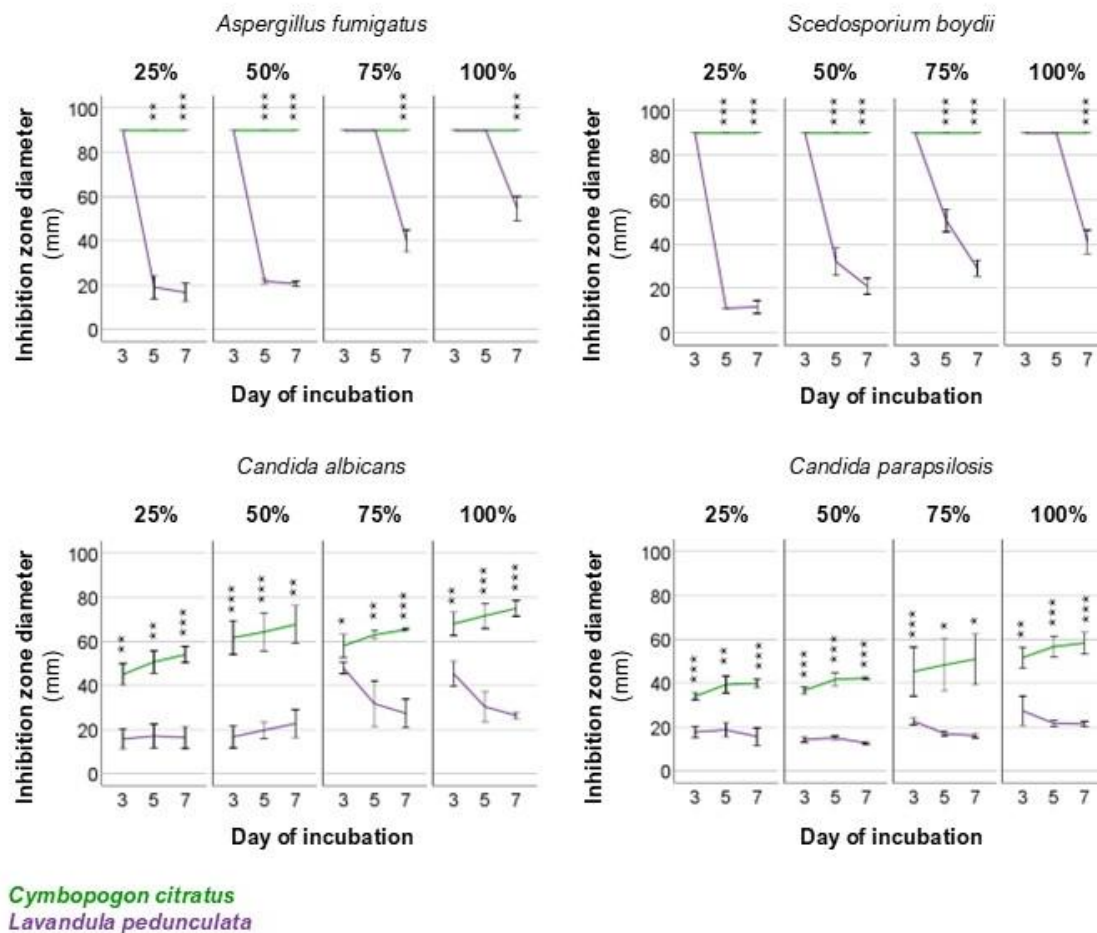 Aspergillus fumigatus
25% 50% 75% 100%
** *** *** *** *** ***
Inhibition zone diameter
(mm)
100
80
60
40
20
0
3 5 7 3 5 7 3 5 7 3 5 7
Day of incubation
Scedosporium boydii
25% 50% 75% 100%
*** *** *** *** *** *** ***
Inhibition zone diameter
(mm)
100
80
60
40
20
0
3 5 7 3 5 7 3 5 7 3 5 7
Day of incubation
Candida albicans
25% 50% 75% 100%
** ** *** *** *** ** * ** *** ** *** ***
Inhibition zone diameter
(mm)
100
80
60
40
20
0
3 5 7 3 5 7 3 5 7 3 5 7
Day of incubation
Candida parapsilosis
25% 50% 75% 100%
*** ** *** *** *** *** *** * * ** *** ***
Inhibition zone diameter
(mm)
100
80
60
40
20
0
3 5 7 3 5 7 3 5 7 3 5 7
Day of incubation
Cymbopogon citratus
Lavandula pedunculata